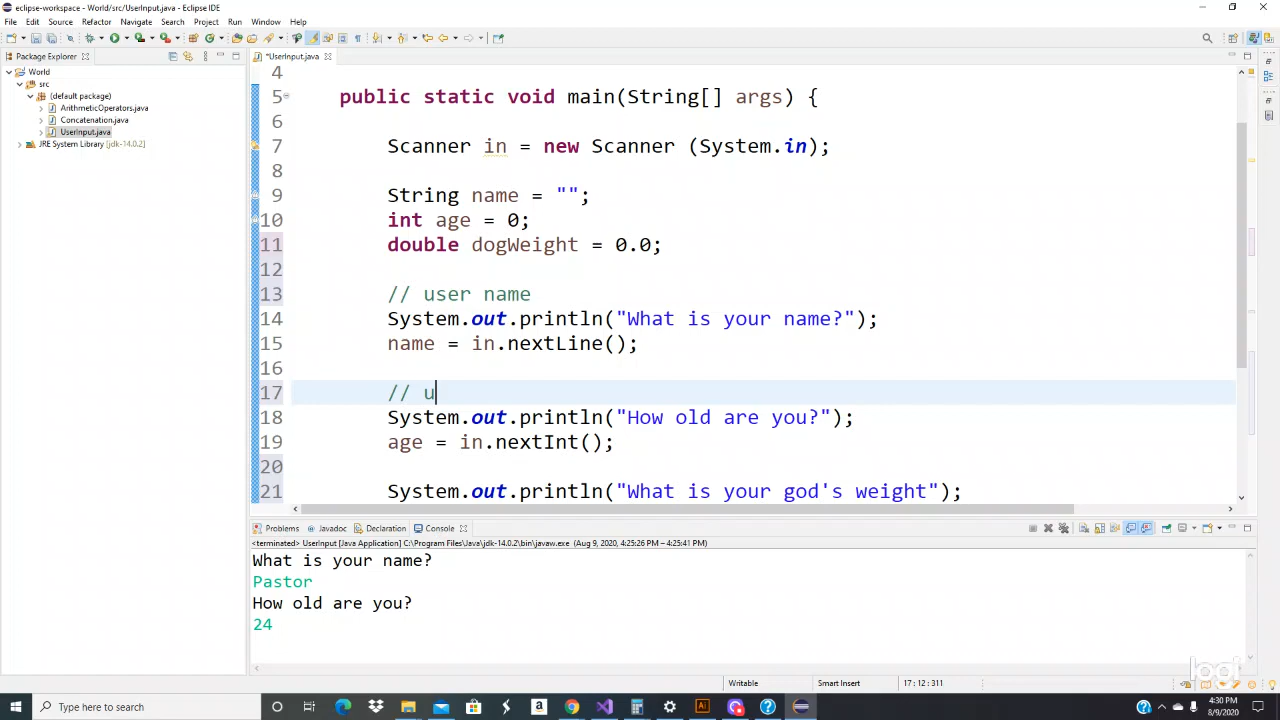 eclipse-workspace - World/src/UserInput.java - Eclipse IDE
File Edit Source Refactor Navigate Search Project Run Window Help
Package Explorer
*UserInput.java
World
src
(default package)
ArithmeticOperators.java
Concatenation.java
UserInput.java
JRE System Library [jdk-14.0.2]
4
5 public static void main(String[] args) {
6
7 Scanner in = new Scanner (System.in);
8
9 String name = "";
10 int age = 0;
11 double dogWeight = 0.0;
12
13 // user name
14 System.out.println("What is your name?");
15 name = in.nextLine();
16
17 // u
18 System.out.println("How old are you?");
19 age = in.nextInt();
20
21 System.out.println("What is your god's weight");
Problems Javadoc Declaration Console
<terminated> UserInput [Java Application] C:\Program Files\Java\jdk-14.0.2\bin\javaw.exe (Aug 9, 2020, 4:25:26 PM – 4:25:41 PM)
What is your name?
Pastor
How old are you?
24
logi
Writable Smart Insert 17 : 12 : 311
Type here to search
4:30 PM
8/9/2020